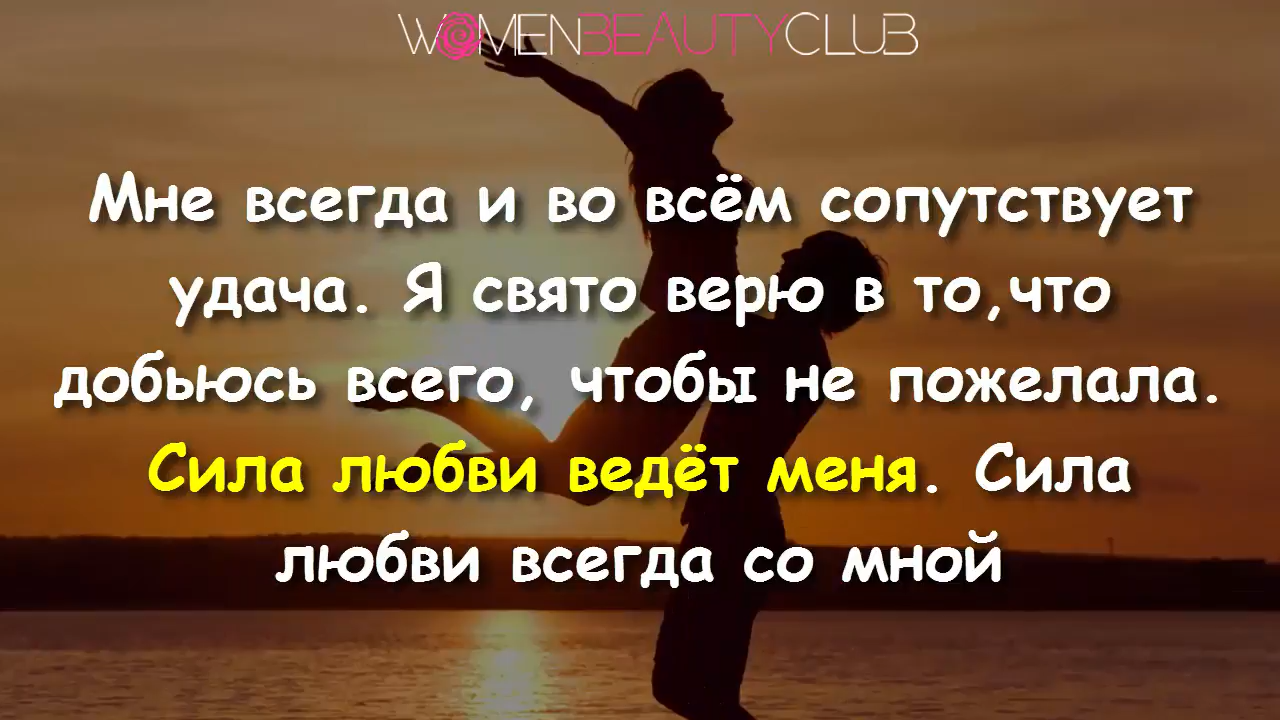 WOMENBEAUTYCLUB
Мне всегда и во всём сопутствует
удача. Я свято верю в то,что
добьюсь всего, чтобы не пожелала.
Сила любви ведёт меня. Сила
любви всегда со мной